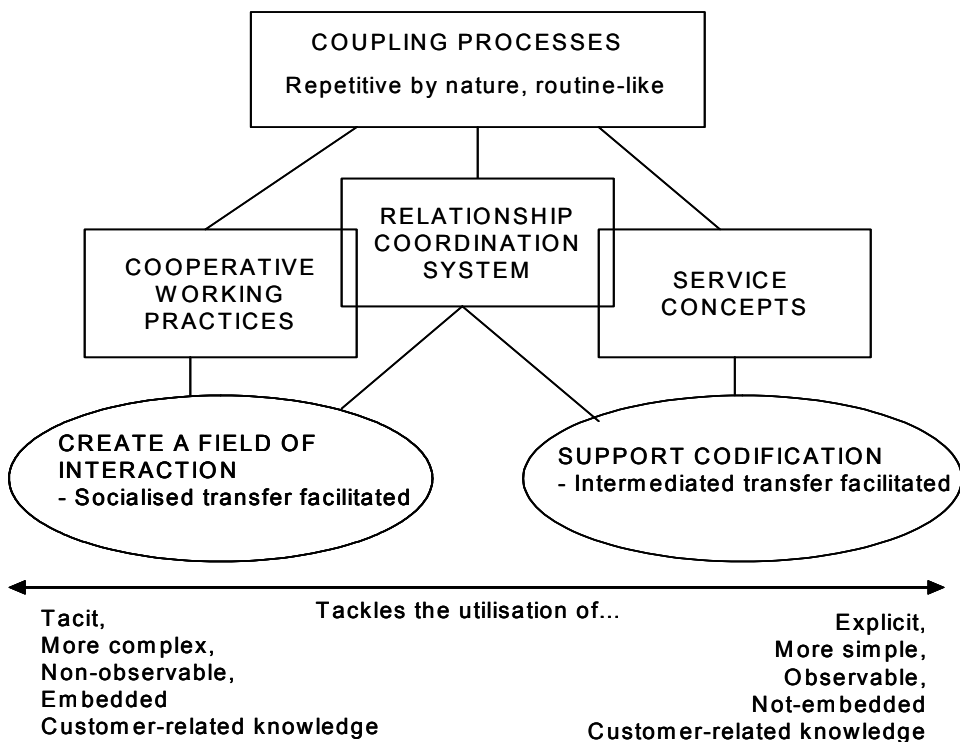 COUPLING PROCESSES
Repetitive by nature, routine-like
RELATIONSHIP
COORDINATION
SYSTEM
COOPERATIVE
WORKING
PRACTICES
SERVICE
CONCEPTS
CREATE A FIELD OF
INTERACTION
- Socialised transfer facilitated
SUPPORT CODIFICATION
- Intermediated transfer facilitated
Tackles the utilisation of...
Tacit,
More complex,
Non-observable,
Embedded
Customer-related knowledge
Explicit,
More simple,
Observable,
Not-embedded
Customer-related knowledge